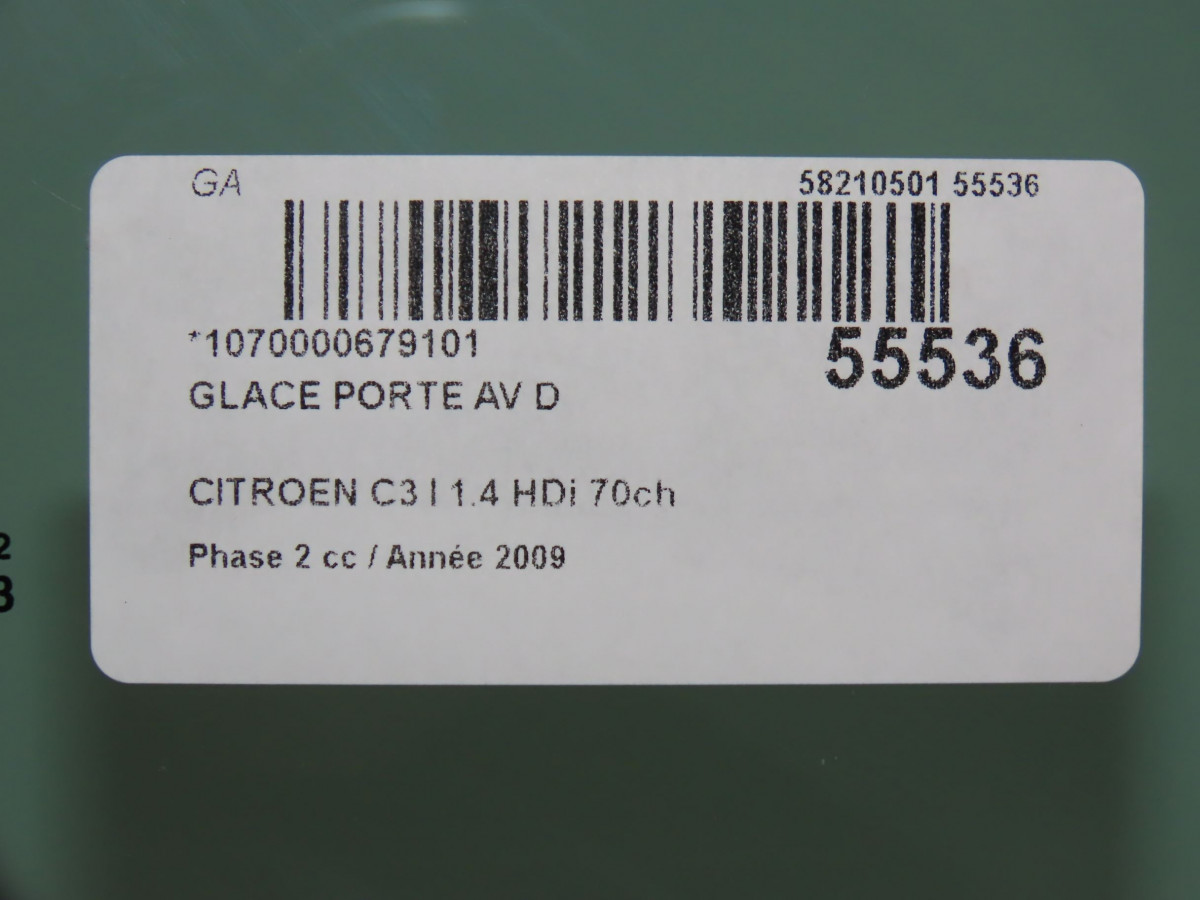 GA
58210501 55536
*1070000679101
55536
GLACE PORTE AV D
CITROEN C3 I 1.4 HDi 70ch
Phase 2 cc / Année 2009
2